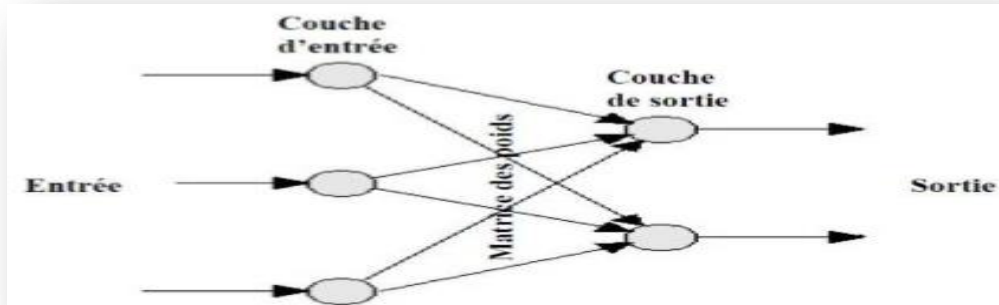 Couche
d'entrée
Couche
de sortie
Matrice des poids
Entrée
Sortie